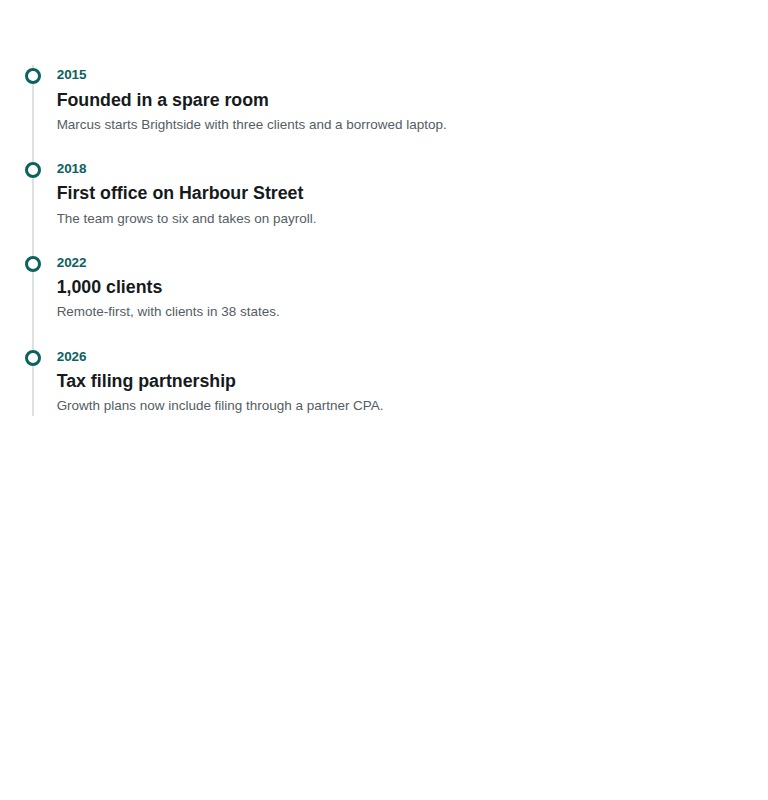 2015
Founded in a spare room
Marcus starts Brightside with three clients and a borrowed laptop.
2018
First office on Harbour Street
The team grows to six and takes on payroll.
2022
1,000 clients
Remote-first, with clients in 38 states.
2026
Tax filing partnership
Growth plans now include filing through a partner CPA.